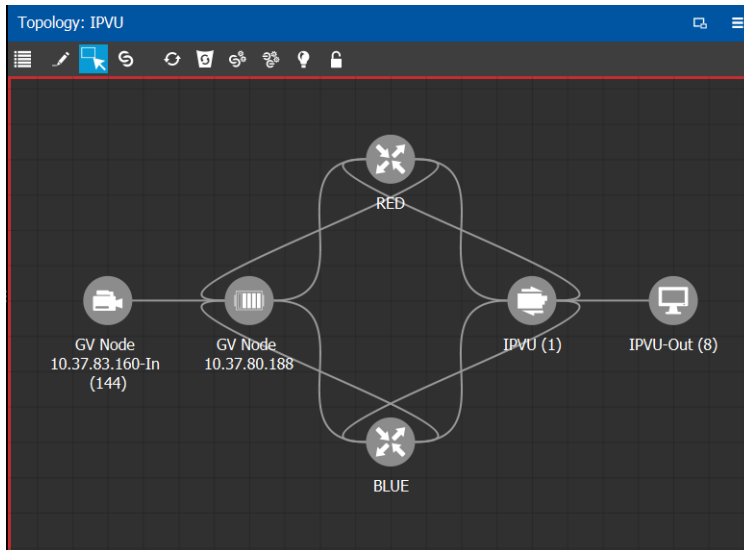 Topology: IPVU
RED
GV Node
10.37.83.160-In
(144)
GV Node
10.37.80.188
IPVU (1)
IPVU-Out (8)
BLUE